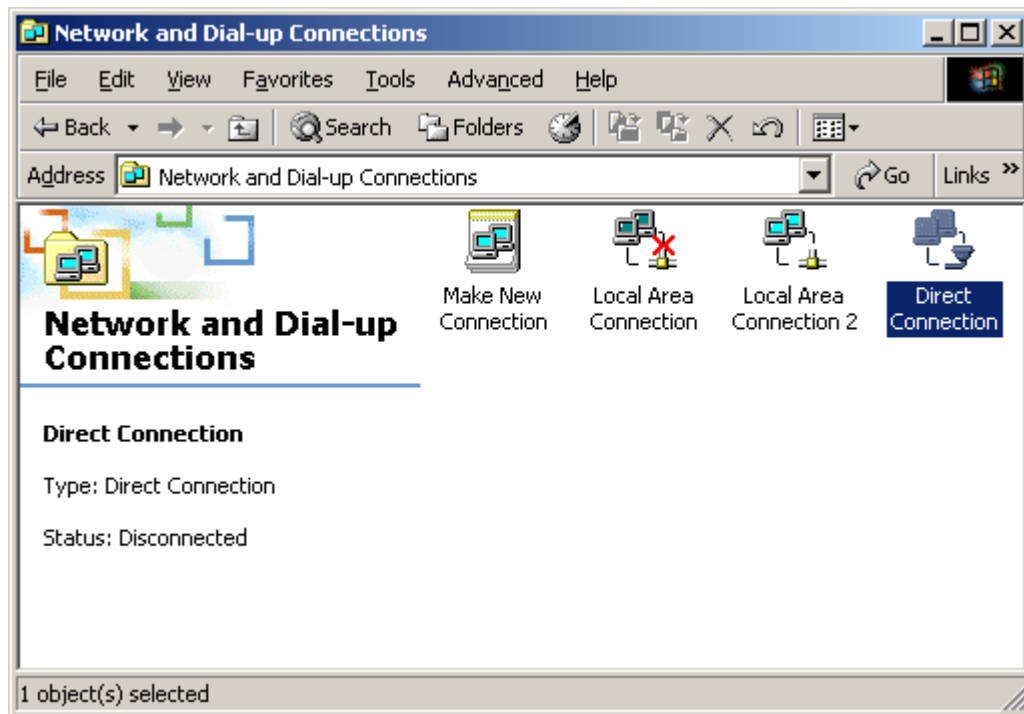 Network and Dial-up Connections
File Edit View Favorites Tools Advanced Help
Back Search Folders
Address Network and Dial-up Connections Go Links »
Network and Dial-up
Connections
Direct Connection
Type: Direct Connection
Status: Disconnected
Make New
Connection
Local Area
Connection
Local Area
Connection 2
Direct
Connection
1 object(s) selected